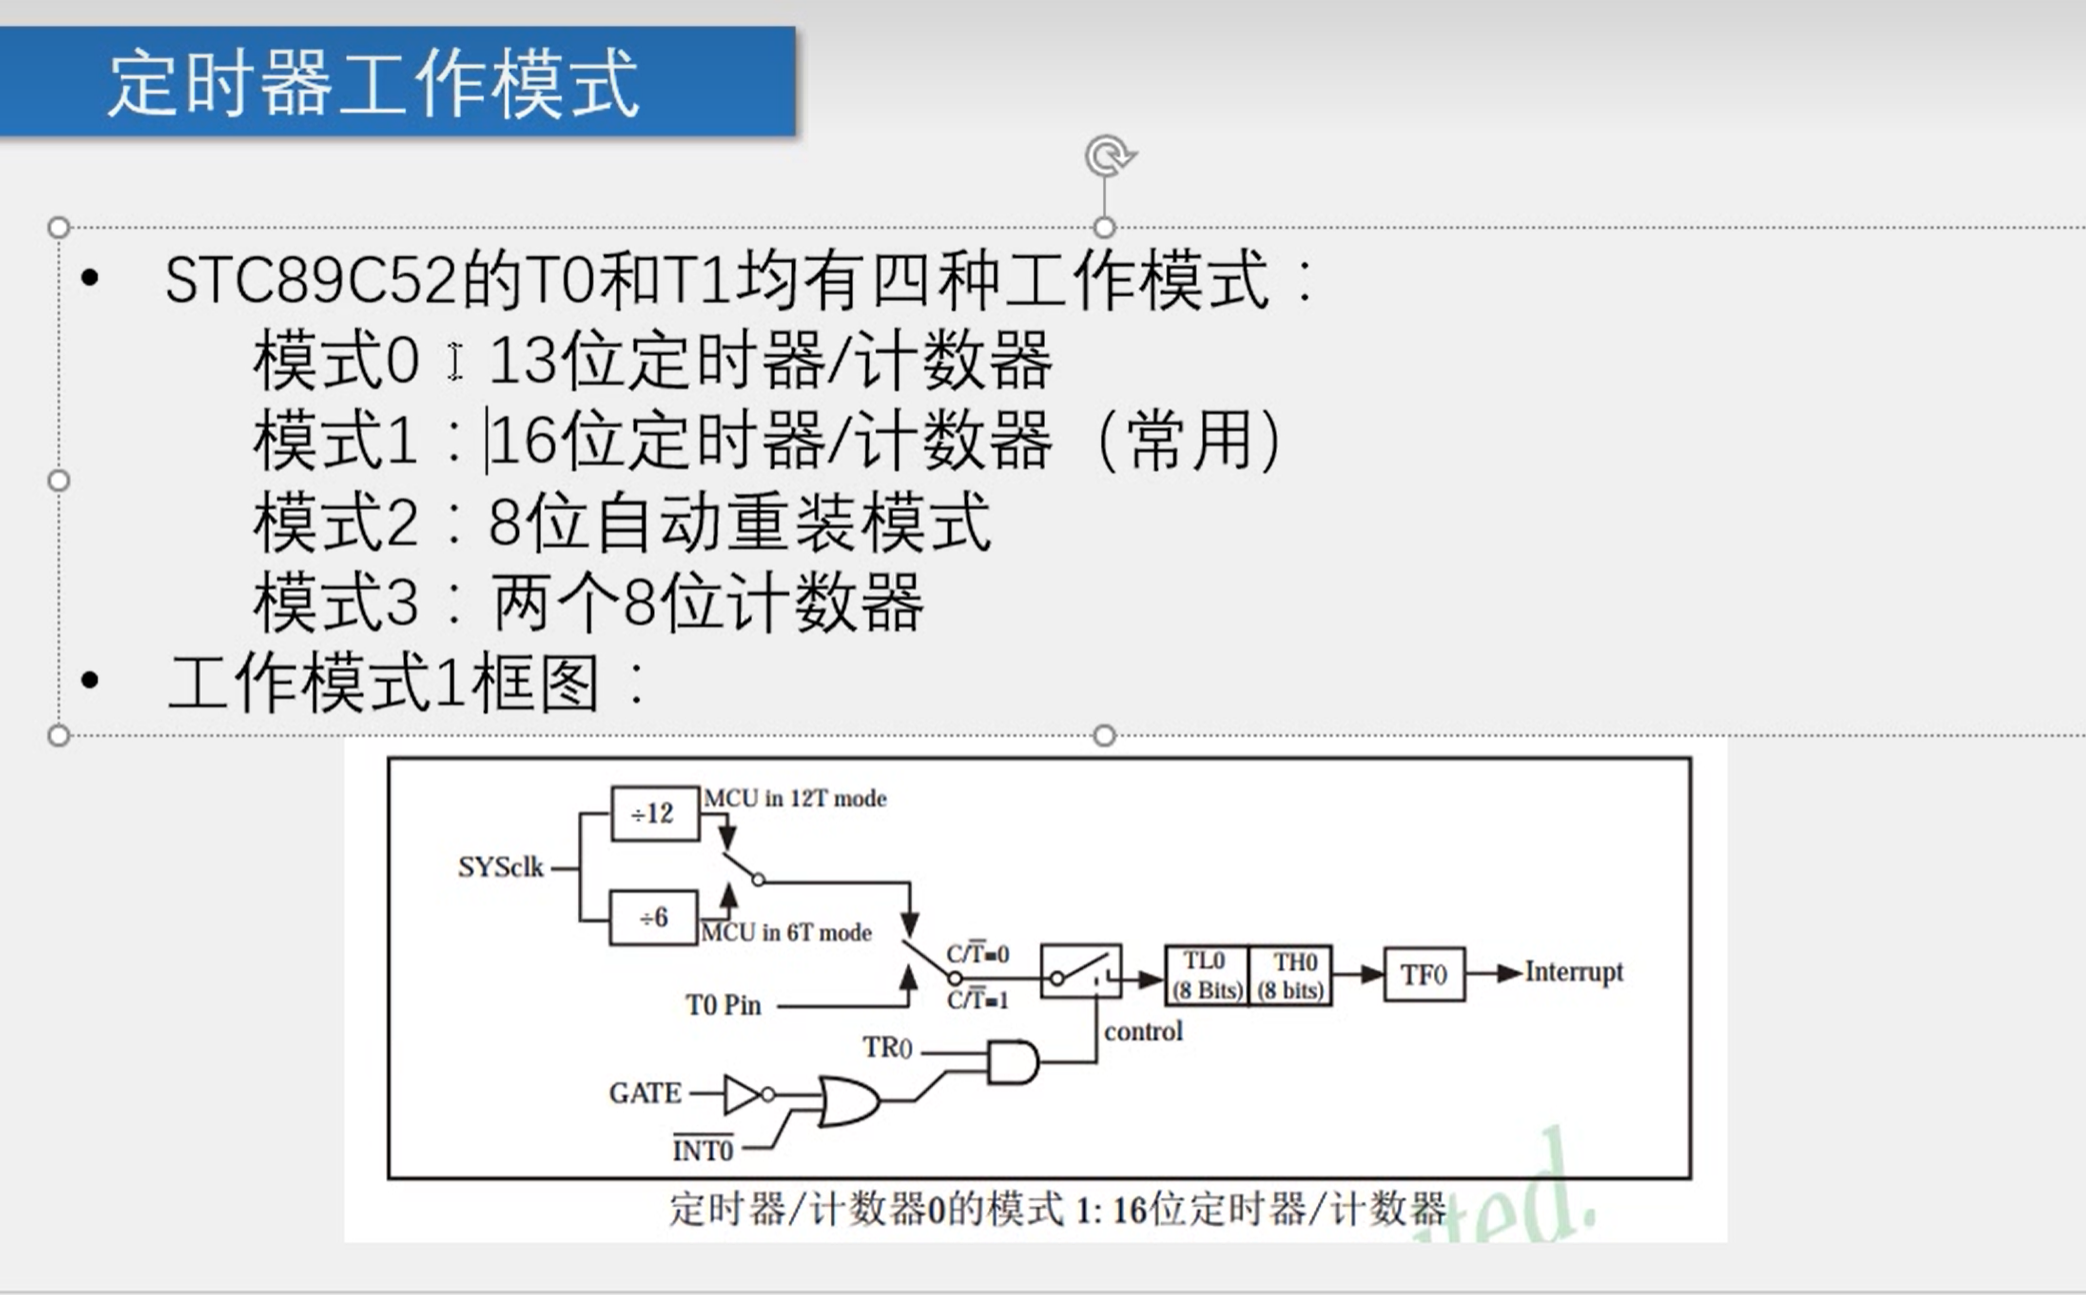 定时器工作模式
• STC89C52的T0和T1均有四种工作模式：
模式0：13位定时器/计数器
模式1：16位定时器/计数器（常用）
模式2：8位自动重装模式
模式3：两个8位计数器
• 工作模式1框图：
÷12
MCU in 12T mode
SYSclk
÷6
MCU in 6T mode
C/T̅=0
C/T̅=1
T0 Pin
TL0
(8 Bits)
TH0
(8 bits)
TF0
Interrupt
control
TR0
GATE
I̅N̅T̅0̅
定时器/计数器0的模式 1: 16位定时器/计数器